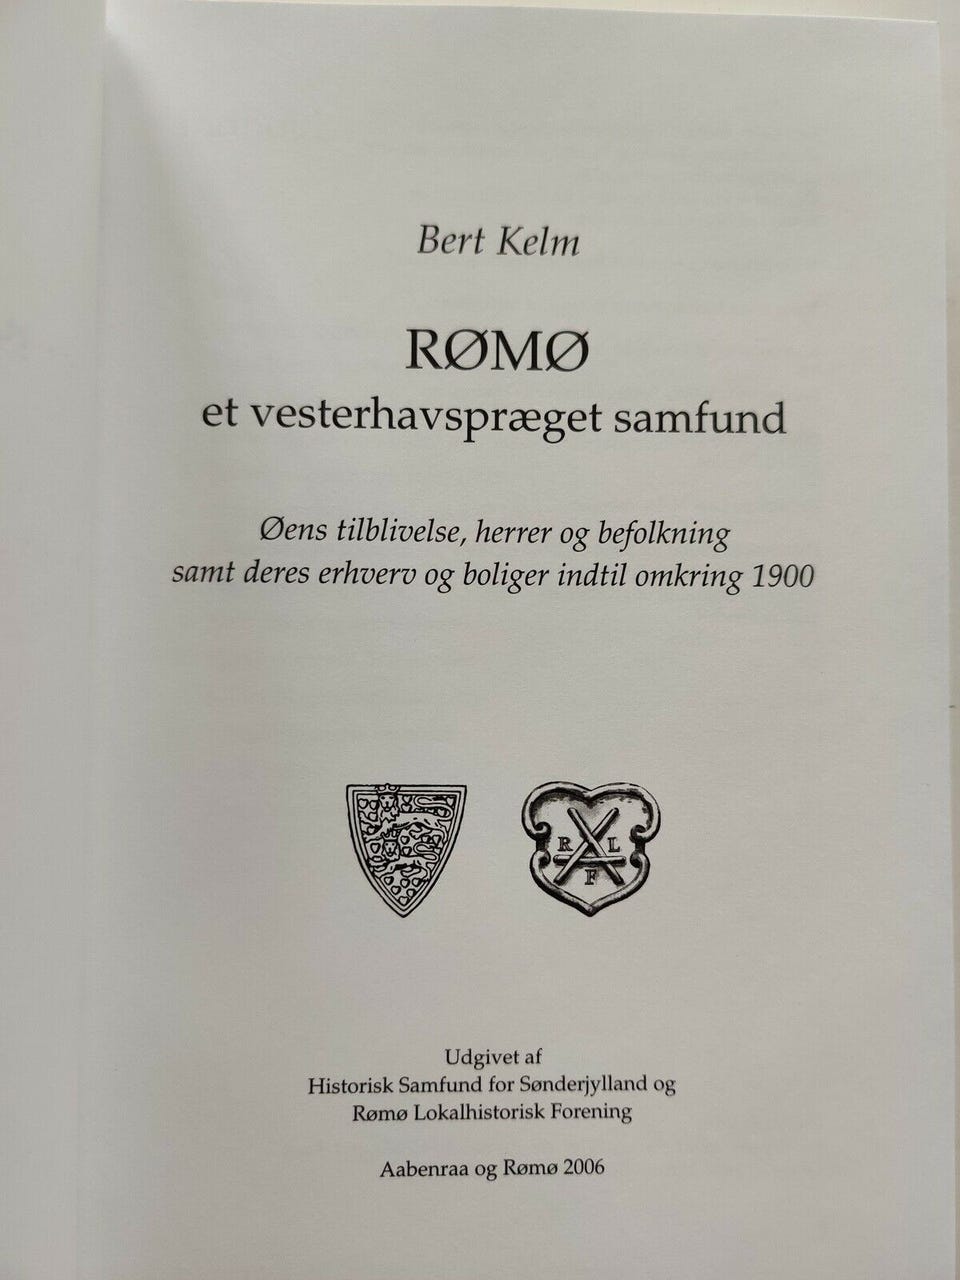 Bert Kelm
RØMØ
et vesterhavspræget samfund
Øens tilblivelse, herrer og befolkning
samt deres erhverv og boliger indtil omkring 1900
R L
F
Udgivet af
Historisk Samfund for Sønderjylland og
Rømø Lokalhistorisk Forening
Aabenraa og Rømø 2006